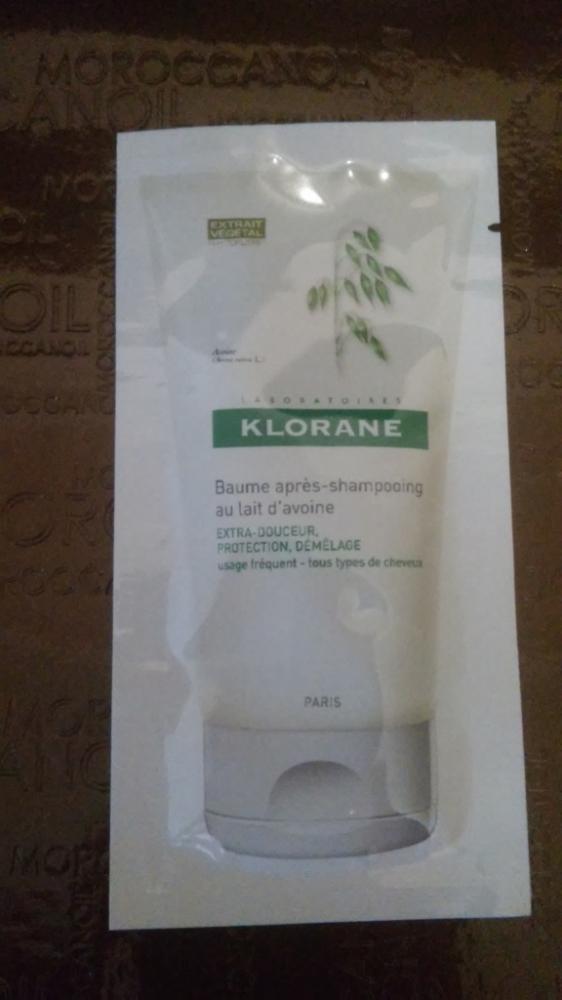 MOROCCANOIL
EXTRAIT
VÉGÉTAL
Avoine
LABORATOIRES
KLORANE
Baume après-shampooing
au lait d'avoine
EXTRA-DOUCEUR,
PROTECTION, DÉMÊLAGE
usage fréquent - tous types de cheveux
PARIS